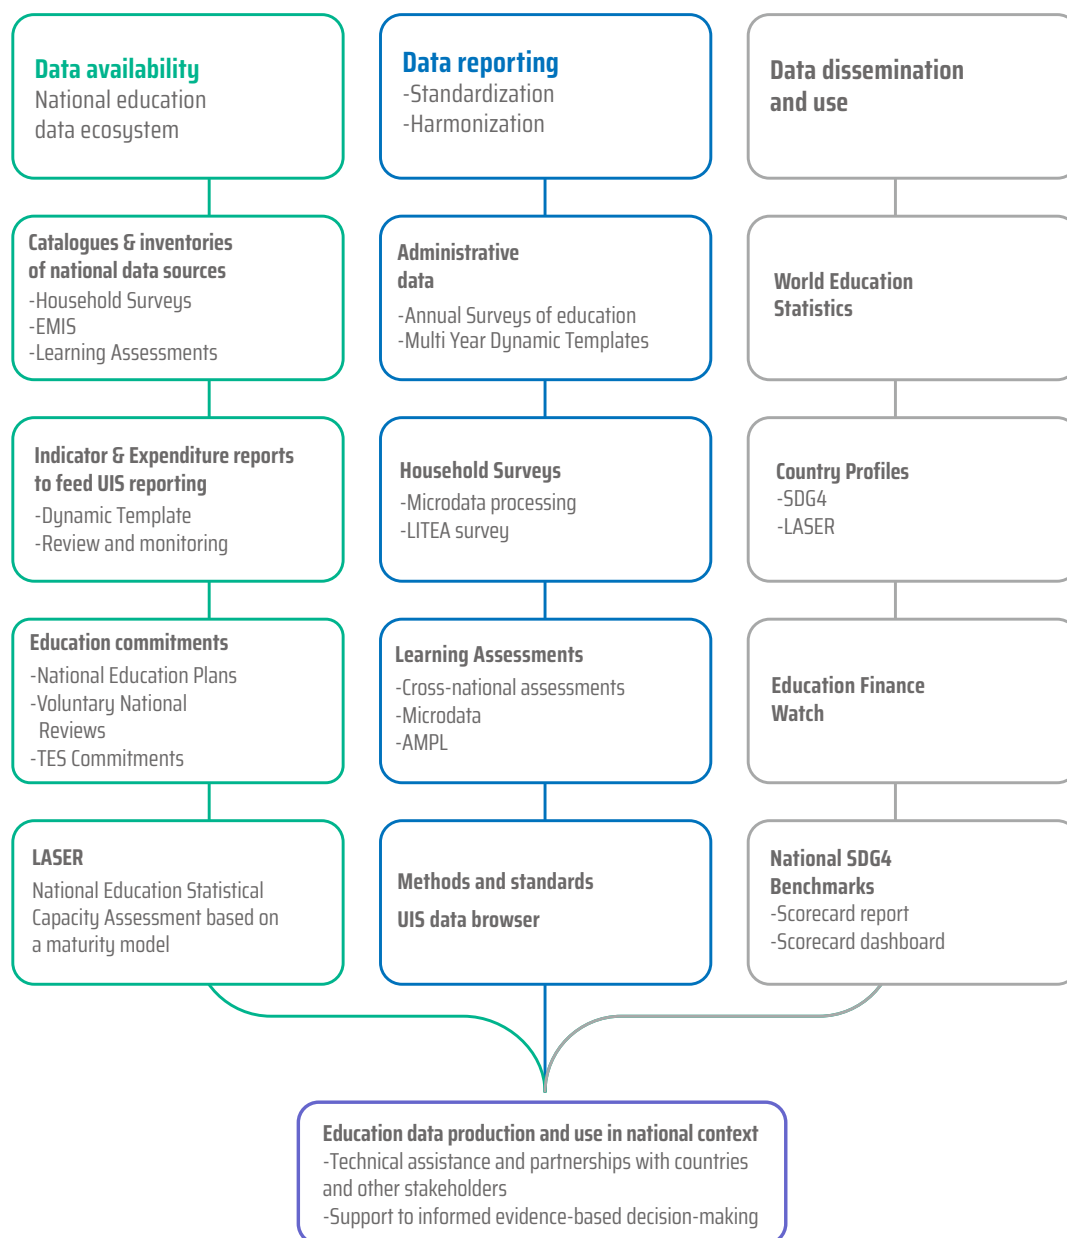 Data availability
National education
data ecosystem
Catalogues & inventories
of national data sources
-Household Surveys
-EMIS
-Learning Assessments
Indicator & Expenditure reports
to feed UIS reporting
-Dynamic Template
-Review and monitoring
Education commitments
-National Education Plans
-Voluntary National
Reviews
-TES Commitments
LASER
National Education Statistical
Capacity Assessment based on
a maturity model
Data reporting
-Standardization
-Harmonization
Administrative
data
-Annual Surveys of education
-Multi Year Dynamic Templates
Household Surveys
-Microdata processing
-LITEA survey
Learning Assessments
-Cross-national assessments
-Microdata
-AMPL
Methods and standards
UIS data browser
Data dissemination
and use
World Education
Statistics
Country Profiles
-SDG4
-LASER
Education Finance
Watch
National SDG4
Benchmarks
-Scorecard report
-Scorecard dashboard
Education data production and use in national context
-Technical assistance and partnerships with countries
and other stakeholders
-Support to informed evidence-based decision-making